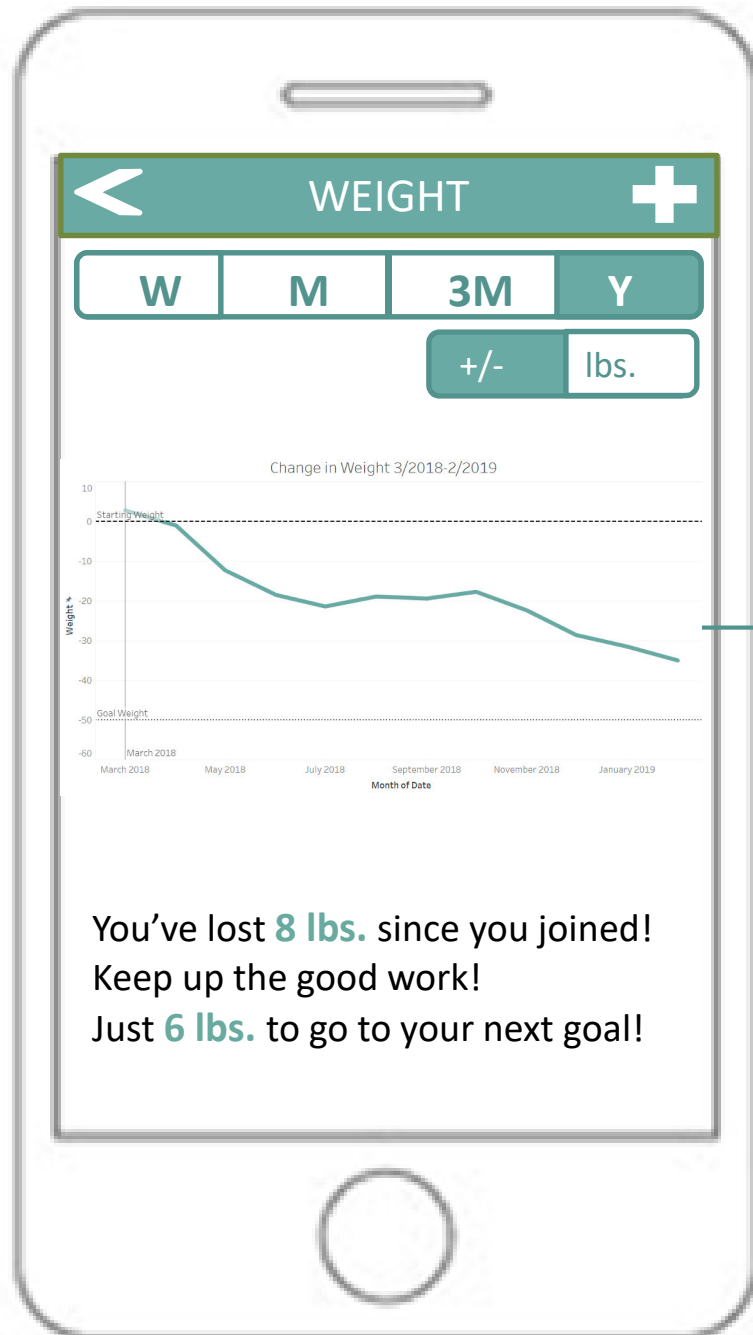 WEIGHT
W M 3M Y
+/- lbs.
Change in Weight 3/2018-2/2019
10
Starting Weight
0
-10
-20
-30
-40
Goal Weight
-50
-60
Weight
March 2018
March 2018 May 2018 July 2018 September 2018 November 2018 January 2019
Month of Date
You’ve lost 8 lbs. since you joined!
Keep up the good work!
Just 6 lbs. to go to your next goal!